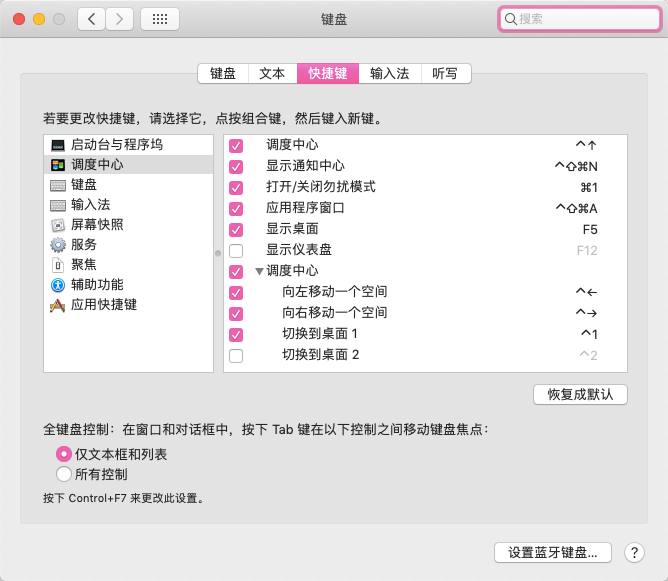 键盘
搜索
键盘 文本 快捷键 输入法 听写
若要更改快捷键，请选择它，点按组合键，然后键入新键。
启动台与程序坞
调度中心
键盘
输入法
屏幕快照
服务
聚焦
辅助功能
应用快捷键
调度中心 ^↑
显示通知中心 ^⇧⌘N
打开/关闭勿扰模式 ⌘1
应用程序窗口 ^⇧⌘A
显示桌面 F5
显示仪表盘 F12
调度中心
向左移动一个空间 ^←
向右移动一个空间 ^→
切换到桌面 1 ^1
切换到桌面 2 ^2
恢复成默认
全键盘控制：在窗口和对话框中，按下 Tab 键在以下控制之间移动键盘焦点：
仅文本框和列表
所有控制
按下 Control+F7 来更改此设置。
设置蓝牙键盘...
?